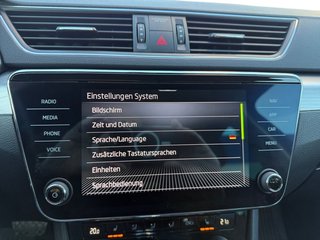 RADIO
MEDIA
PHONE
VOICE
Einstellungen System
Bildschirm
Zeit und Datum
Sprache/Language
Zusätzliche Tastatursprachen
Einheiten
Sprachbedienung
NAV
CAR
MENU